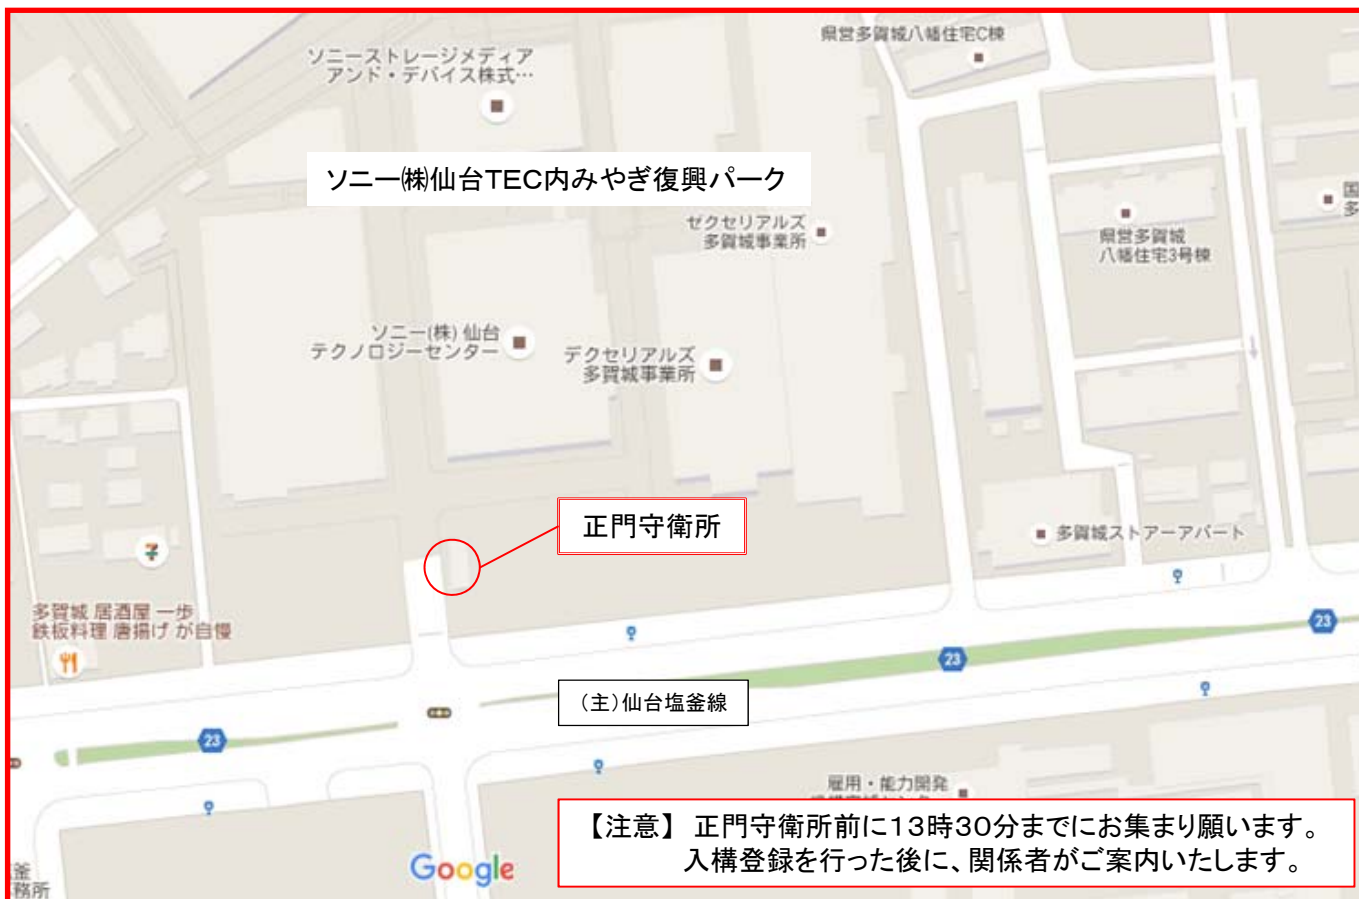 県営多賀城八幡住宅C棟
ソニーストレージメディア
アンド・デバイス株式…
ソニー㈱仙台TEC内みやぎ復興パーク
ゼクセリアルズ
多賀城事業所
国
多
県営多賀城
八幡住宅3号棟
ソニー(株) 仙台
テクノロジーセンター
デクセリアルズ
多賀城事業所
正門守衛所
多賀城ストアーアパート
7
多賀城 居酒屋 一歩
鉄板料理 唐揚げ が自慢
23
23
(主)仙台塩釜線
23
雇用・能力開発
【注意】 正門守衛所前に13時30分までにお集まり願います。
入構登録を行った後に、関係者がご案内いたします。
Google
釜
務所